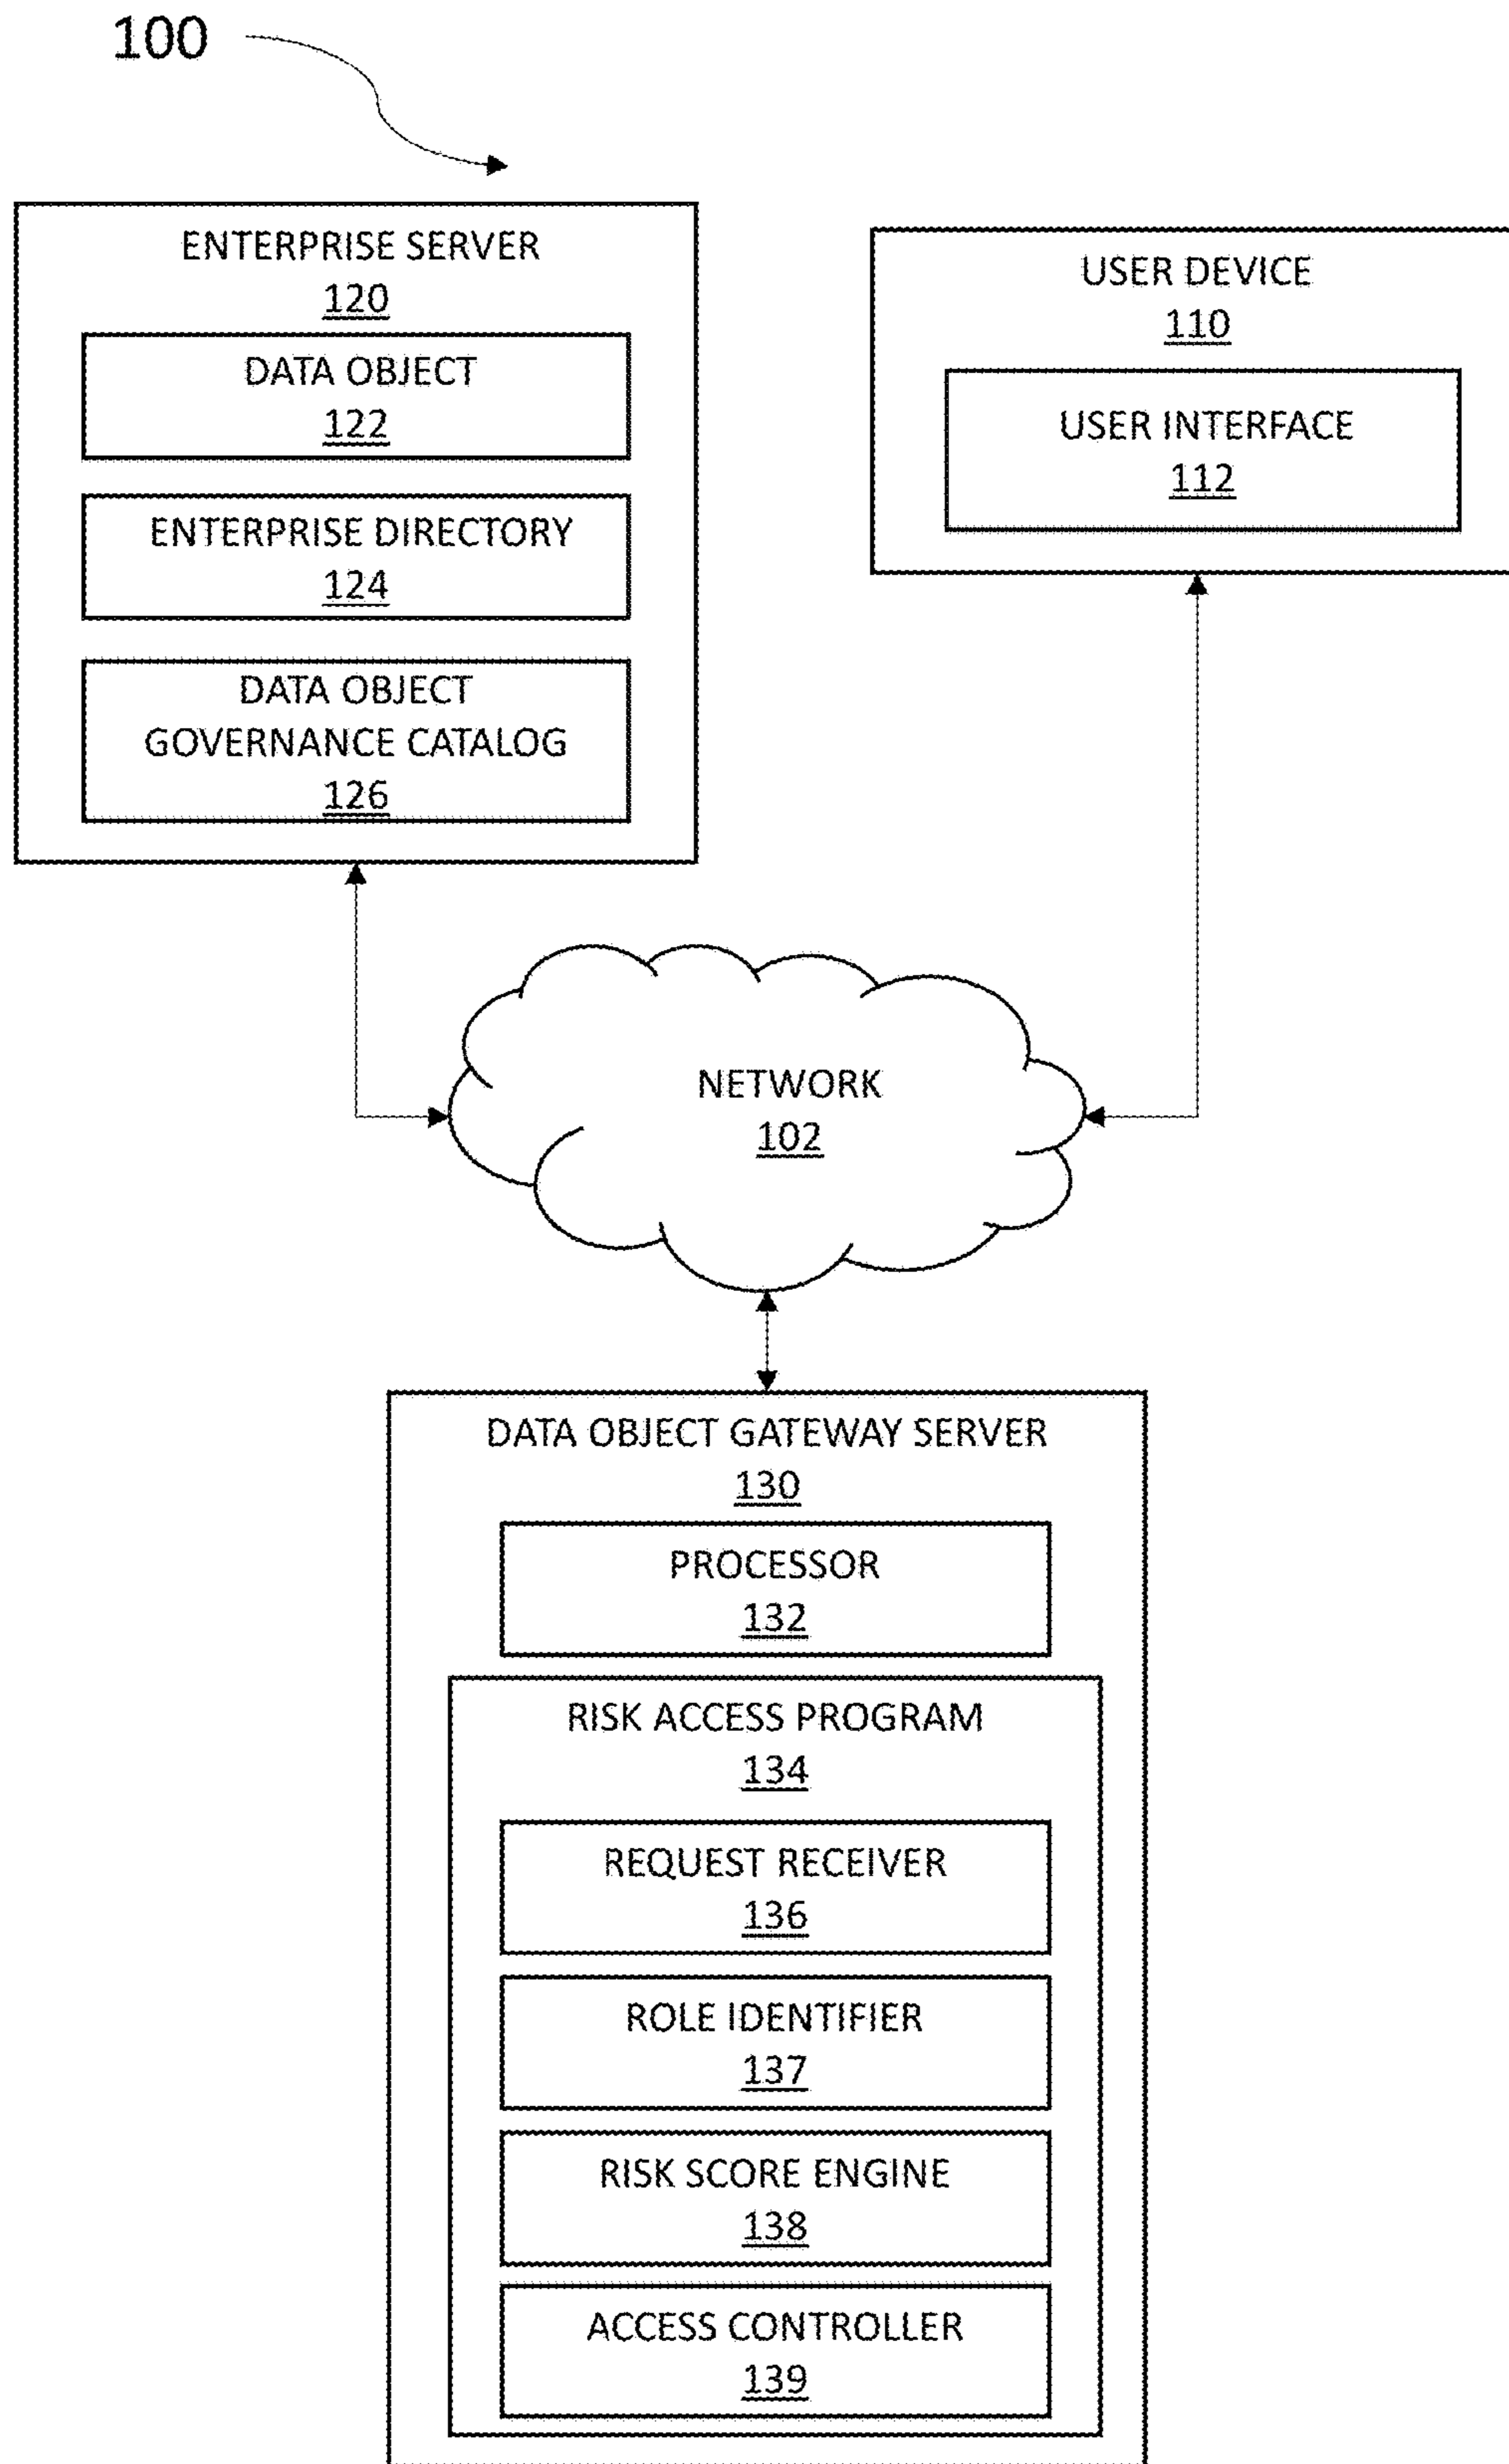 100
ENTERPRISE SERVER
120
DATA OBJECT
122
ENTERPRISE DIRECTORY
124
DATA OBJECT
GOVERNANCE CATALOG
126
USER DEVICE
110
USER INTERFACE
112
NETWORK
102
DATA OBJECT GATEWAY SERVER
130
PROCESSOR
132
RISK ACCESS PROGRAM
134
REQUEST RECEIVER
136
ROLE IDENTIFIER
137
RISK SCORE ENGINE
138
ACCESS CONTROLLER
139